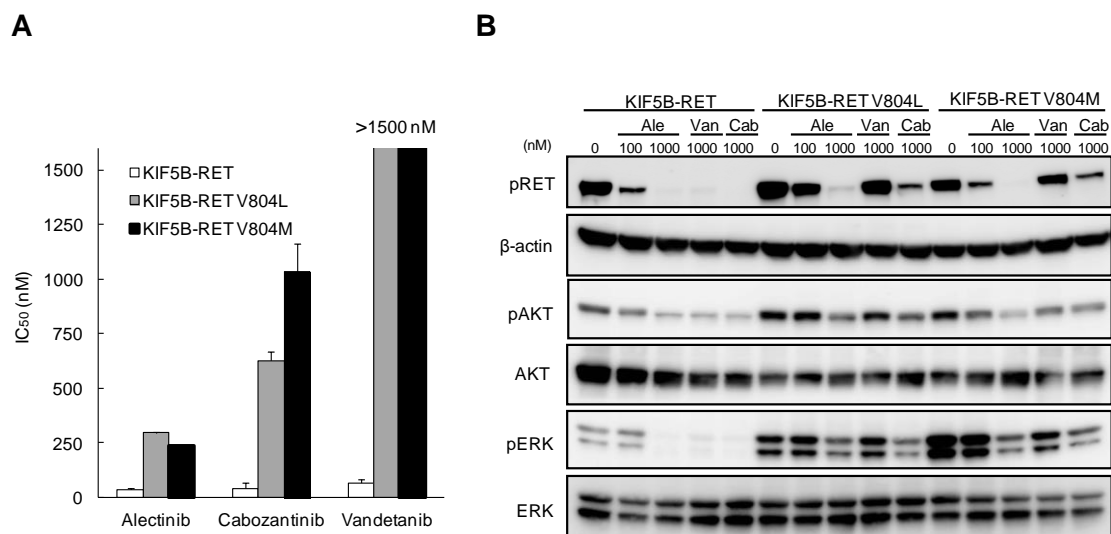 A
>1500 nM
1500
1250
1000
750
500
250
0
IC50 (nM)
KIF5B-RET
KIF5B-RET V804L
KIF5B-RET V804M
Alectinib Cabozantinib Vandetanib
B
KIF5B-RET KIF5B-RET V804L KIF5B-RET V804M
Ale Van Cab Ale Van Cab Ale Van Cab
(nM) 0 100 1000 1000 1000 0 100 1000 1000 1000 0 100 1000 1000 1000
pRET
β-actin
pAKT
AKT
pERK
ERK